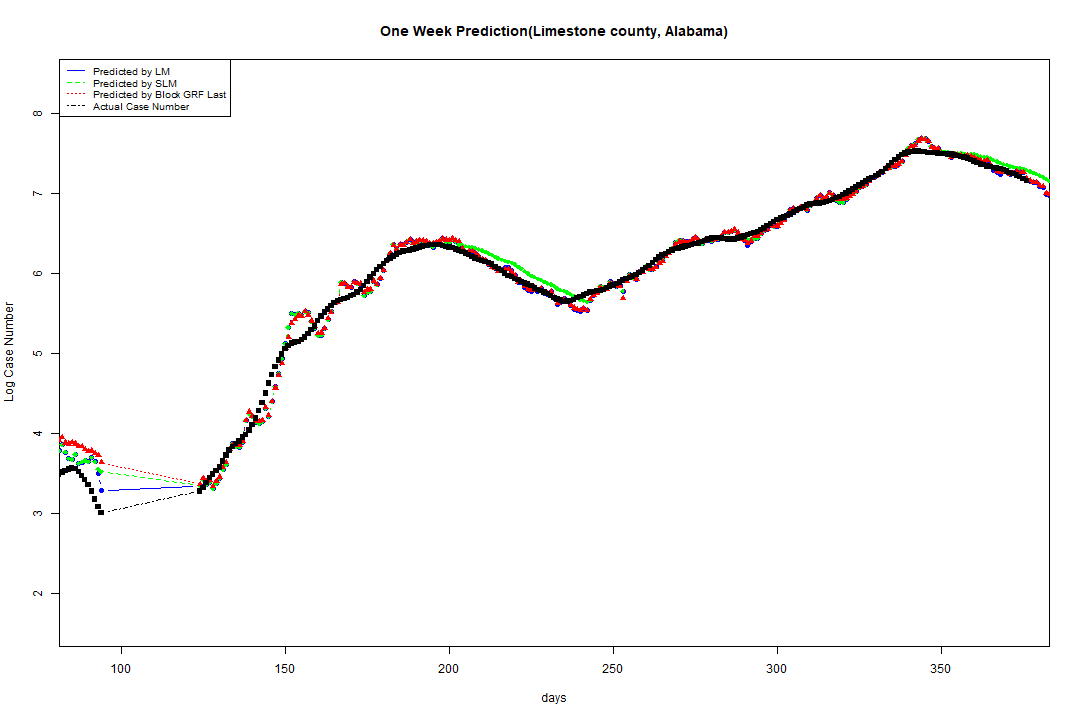 One Week Prediction(Limestone county, Alabama)
Predicted by LM
Predicted by SLM
Predicted by Block GRF Last
Actual Case Number
8
7
6
5
4
3
2
Log Case Number
100 150 200 250 300 350
days